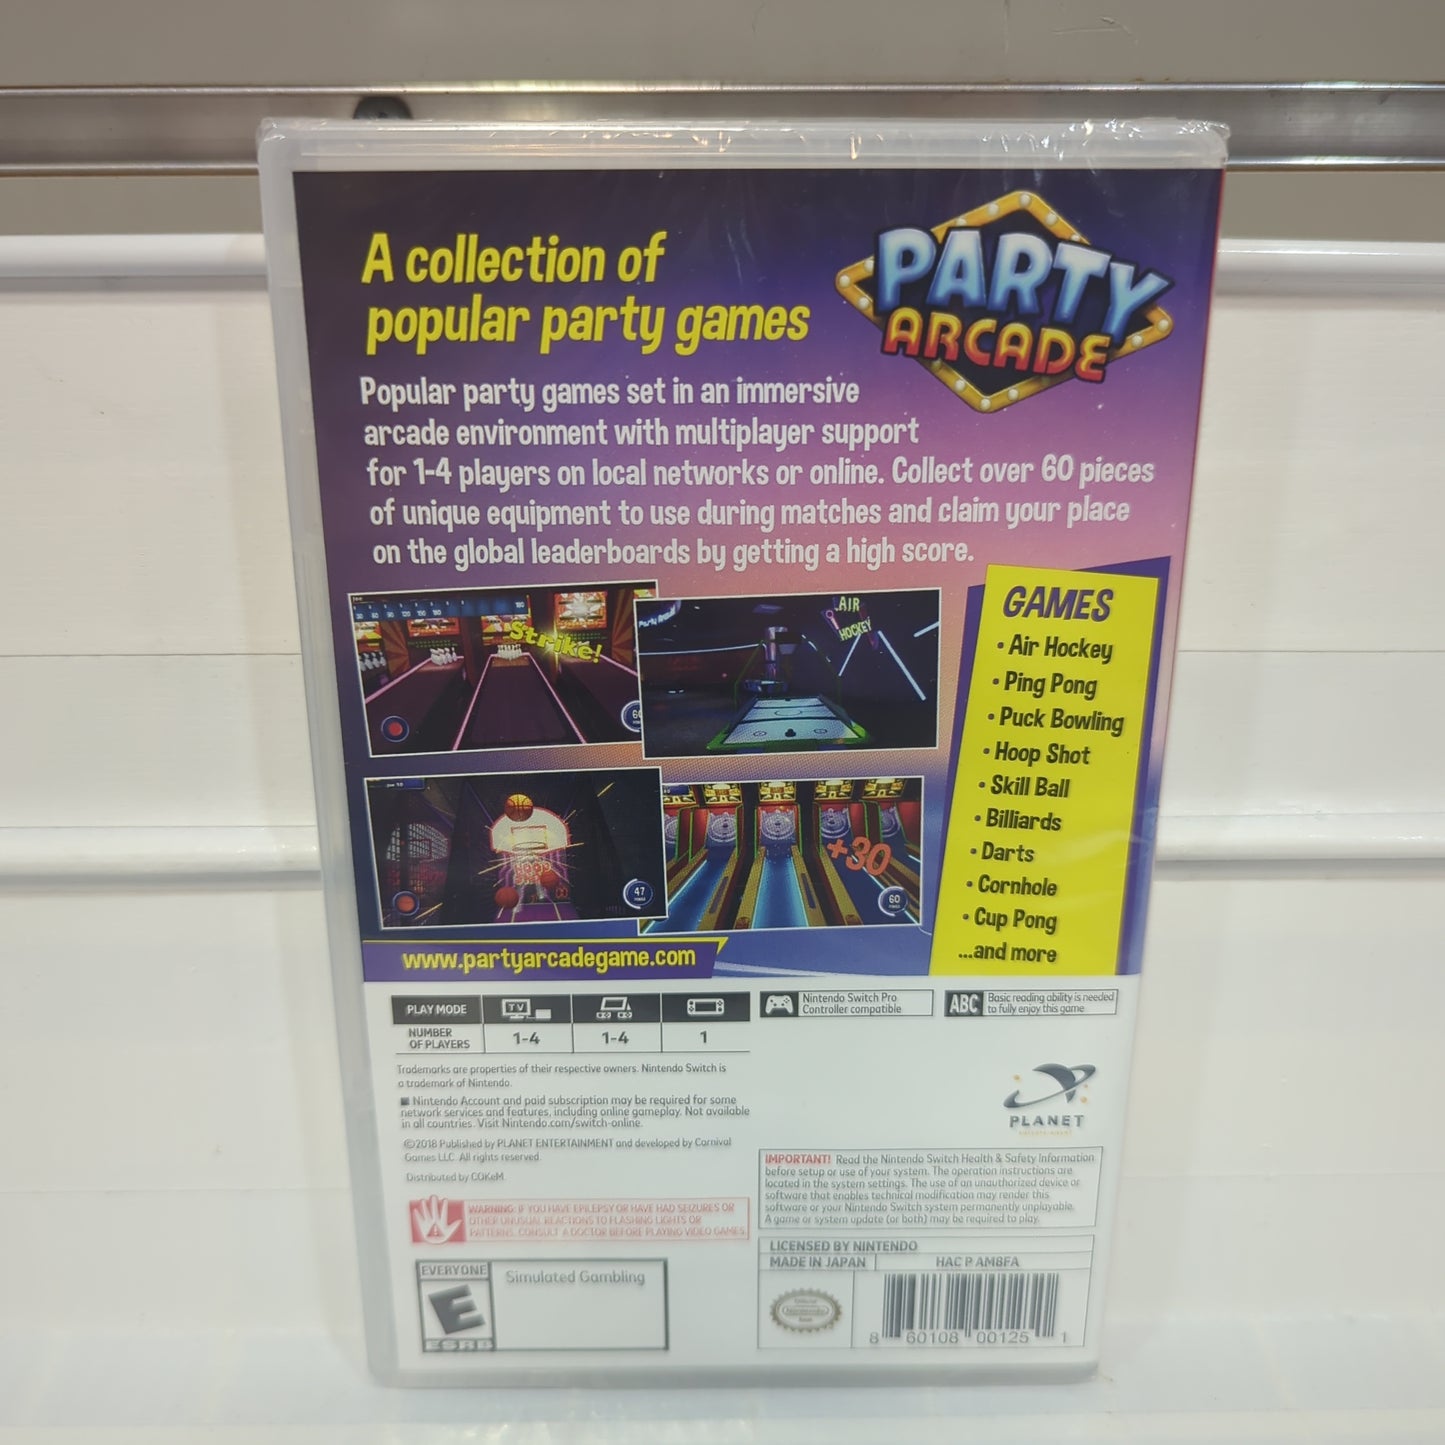 A collection of
popular party games
PARTY
ARCADE
Popular party games set in an immersive
arcade environment with multiplayer support
for 1-4 players on local networks or online. Collect over 60 pieces
of unique equipment to use during matches and claim your place
on the global leaderboards by getting a high score.
Strike!
AIR
HOCKEY
47
+30
60
GAMES
• Air Hockey
• Ping Pong
• Puck Bowling
• Hoop Shot
• Skill Ball
• Billiards
• Darts
• Cornhole
• Cup Pong
...and more
www.partyarcadegame.com
PLAY MODE
TV
NUMBER
OF PLAYERS
1-4
1-4
1
Nintendo Switch Pro
Controller compatible
ABC
Basic reading ability is needed
to fully enjoy this game
Trademarks are properties of their respective owners. Nintendo Switch is
a trademark of Nintendo.
■ Nintendo Account and paid subscription may be required for some
network services and features, including online gameplay. Not available
in all countries. Visit Nintendo.com/switch-online.
©2018 Published by PLANET ENTERTAINMENT and developed by Carnival
Games LLC. All rights reserved.
Distributed by COKeM
PLANET
ENTERTAINMENT
WARNING: IF YOU HAVE EPILEPSY OR HAVE HAD SEIZURES OR
OTHER UNUSUAL REACTIONS TO FLASHING LIGHTS OR
PATTERNS, CONSULT A DOCTOR BEFORE PLAYING VIDEO GAMES
IMPORTANT! Read the Nintendo Switch Health & Safety Information
before setup or use of your system. The operation instructions are
located in the system settings. The use of an unauthorized device or
software that enables technical modification may render this
software or your Nintendo Switch system permanently unplayable.
A game or system update (or both) may be required to play.
EVERYONE
E
ESRB
Simulated Gambling
LICENSED BY NINTENDO
MADE IN JAPAN
HAC P AM8FA
Official
Nintendo
Seal
8 60108 00125 1